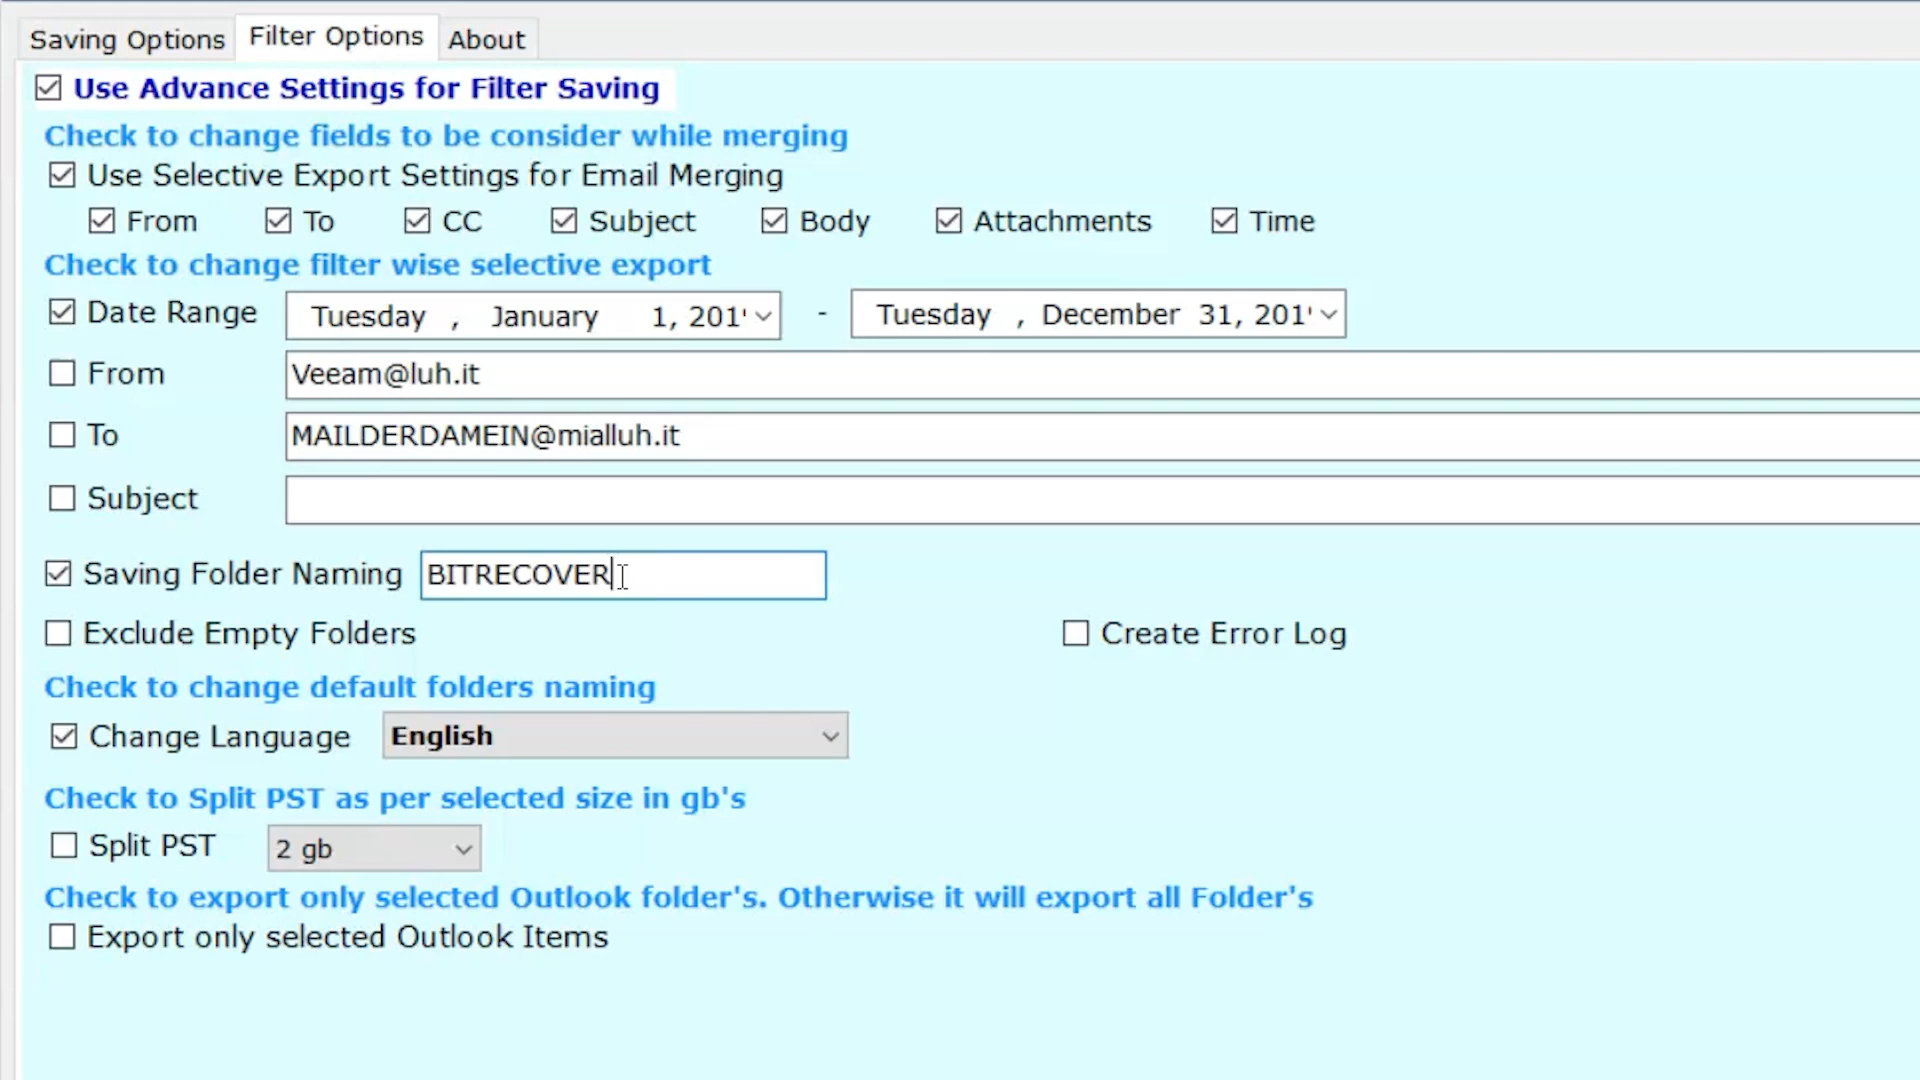 Saving Options Filter Options About
Use Advance Settings for Filter Saving
Check to change fields to be consider while merging
Use Selective Export Settings for Email Merging
From To CC Subject Body Attachments Time
Check to change filter wise selective export
Date Range Tuesday , January 1, 201 - Tuesday , December 31, 201
From Veeam@luh.it
To MAILDERDAMEIN@mialluh.it
Subject
Saving Folder Naming BITRECOVER
Exclude Empty Folders Create Error Log
Check to change default folders naming
Change Language English
Check to Split PST as per selected size in gb's
Split PST 2 gb
Check to export only selected Outlook folder's. Otherwise it will export all Folder's
Export only selected Outlook Items